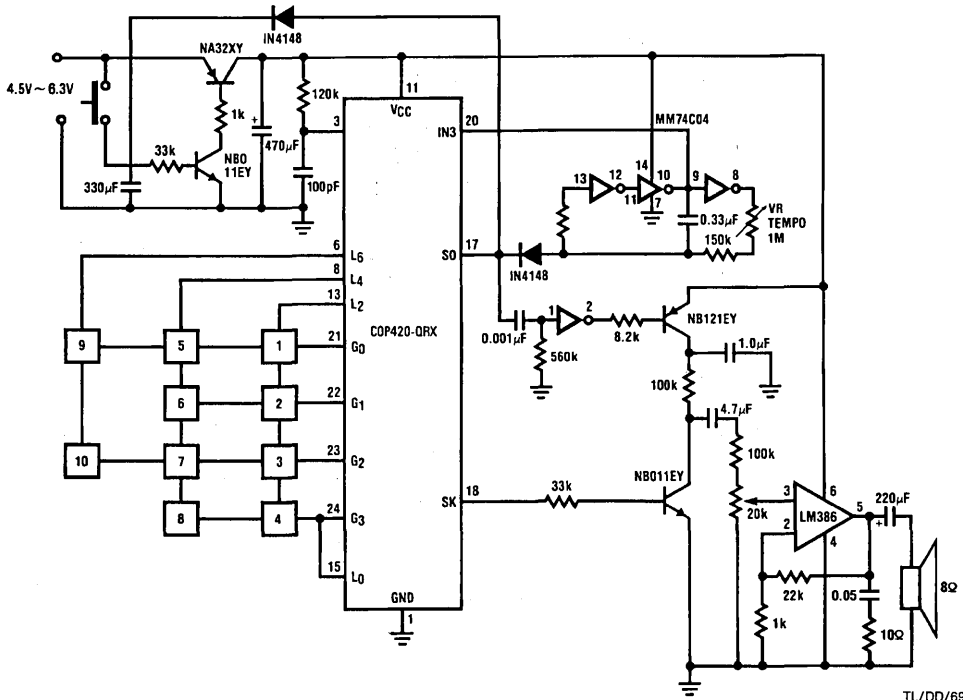 IN4148
NA32XY
4.5V ~ 6.3V
1k
+
470μF
33k
NB0
11EY
330μF
120k
100pF
3
11
VCC
20
IN3
MM74C04
13
12
14
11
10
7
9
8
0.33μF
VR
TEMPO
1M
150k
6
L6
8
L4
13
L2
17
SO
IN4148
COP420-QRX
9
5
1
21
G0
6
2
22
G1
10
7
3
23
G2
8
4
24
G3
15
L0
GND
1
0.001μF
1
2
560k
8.2k
NB121EY
1.0μF
100k
4.7μF
100k
20k
18
SK
33k
NB011EY
3
2
LM386
6
5
4
220μF
+
22k
0.05
1k
10Ω
8Ω
TL/DD/69